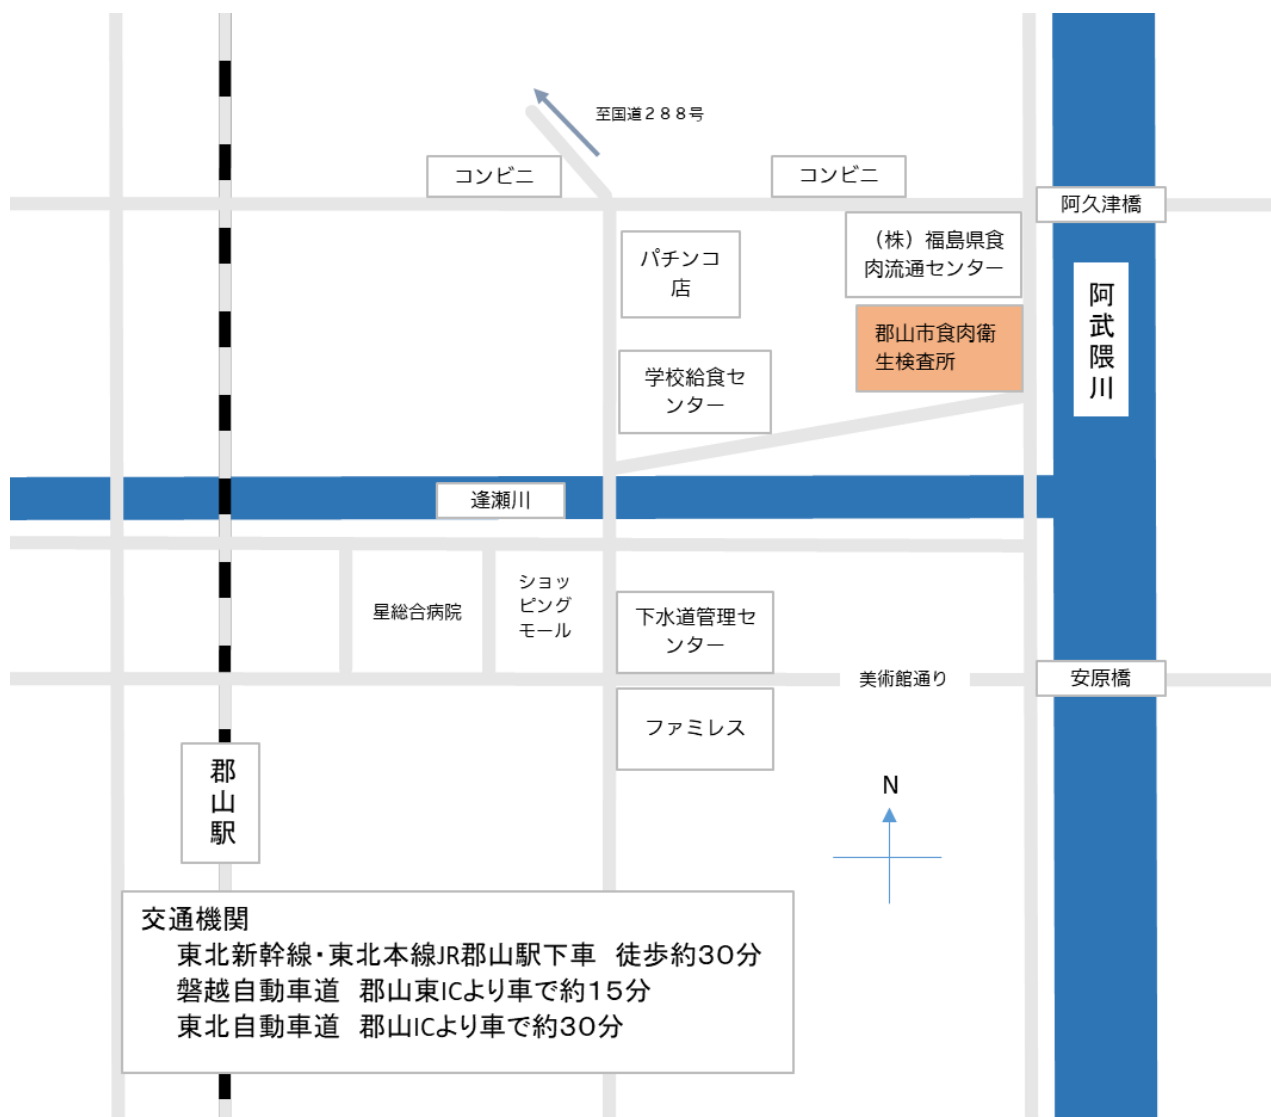 至国道２８８号
コンビニ
コンビニ
阿久津橋
（株）福島県食
肉流通センター
パチンコ
店
阿武隈川
郡山市食肉衛
生検査所
学校給食セ
ンター
逢瀬川
星総合病院
ショッ
ピング
モール
下水道管理セ
ンター
美術館通り
安原橋
ファミレス
郡山駅
N
交通機関
東北新幹線・東北本線JR郡山駅下車　徒歩約３０分
磐越自動車道　郡山東ICより車で約１５分
東北自動車道　郡山ICより車で約３０分